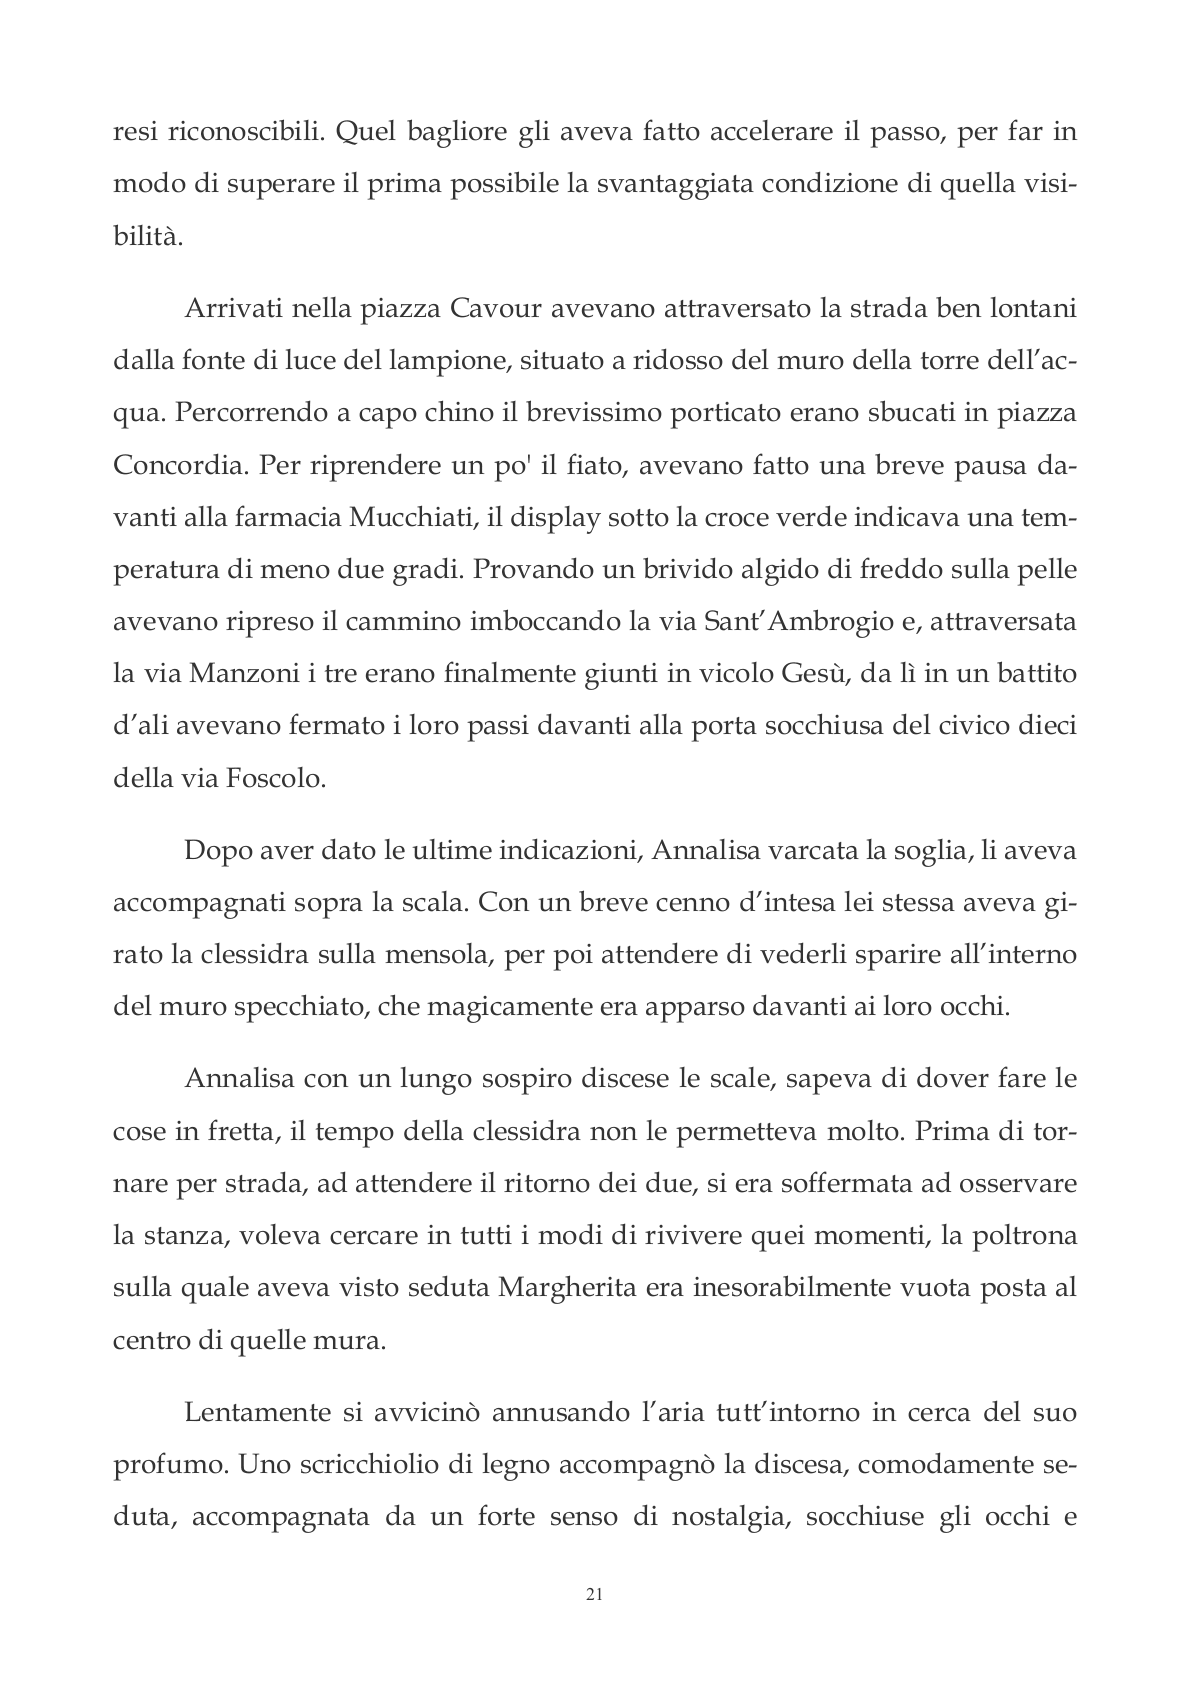 resi riconoscibili. Quel bagliore gli aveva fatto accelerare il passo, per far in
modo di superare il prima possibile la svantaggiata condizione di quella visi-
bilità.
Arrivati nella piazza Cavour avevano attraversato la strada ben lontani
dalla fonte di luce del lampione, situato a ridosso del muro della torre dell’ac-
qua. Percorrendo a capo chino il brevissimo porticato erano sbucati in piazza
Concordia. Per riprendere un po' il fiato, avevano fatto una breve pausa da-
vanti alla farmacia Mucchiati, il display sotto la croce verde indicava una tem-
peratura di meno due gradi. Provando un brivido algido di freddo sulla pelle
avevano ripreso il cammino imboccando la via Sant’Ambrogio e, attraversata
la via Manzoni i tre erano finalmente giunti in vicolo Gesù, da lì in un battito
d’ali avevano fermato i loro passi davanti alla porta socchiusa del civico dieci
della via Foscolo.
Dopo aver dato le ultime indicazioni, Annalisa varcata la soglia, li aveva
accompagnati sopra la scala. Con un breve cenno d’intesa lei stessa aveva gi-
rato la clessidra sulla mensola, per poi attendere di vederli sparire all’interno
del muro specchiato, che magicamente era apparso davanti ai loro occhi.
Annalisa con un lungo sospiro discese le scale, sapeva di dover fare le
cose in fretta, il tempo della clessidra non le permetteva molto. Prima di tor-
nare per strada, ad attendere il ritorno dei due, si era soffermata ad osservare
la stanza, voleva cercare in tutti i modi di rivivere quei momenti, la poltrona
sulla quale aveva visto seduta Margherita era inesorabilmente vuota posta al
centro di quelle mura.
Lentamente si avvicinò annusando l’aria tutt’intorno in cerca del suo
profumo. Uno scricchiolio di legno accompagnò la discesa, comodamente se-
duta, accompagnata da un forte senso di nostalgia, socchiuse gli occhi e
21